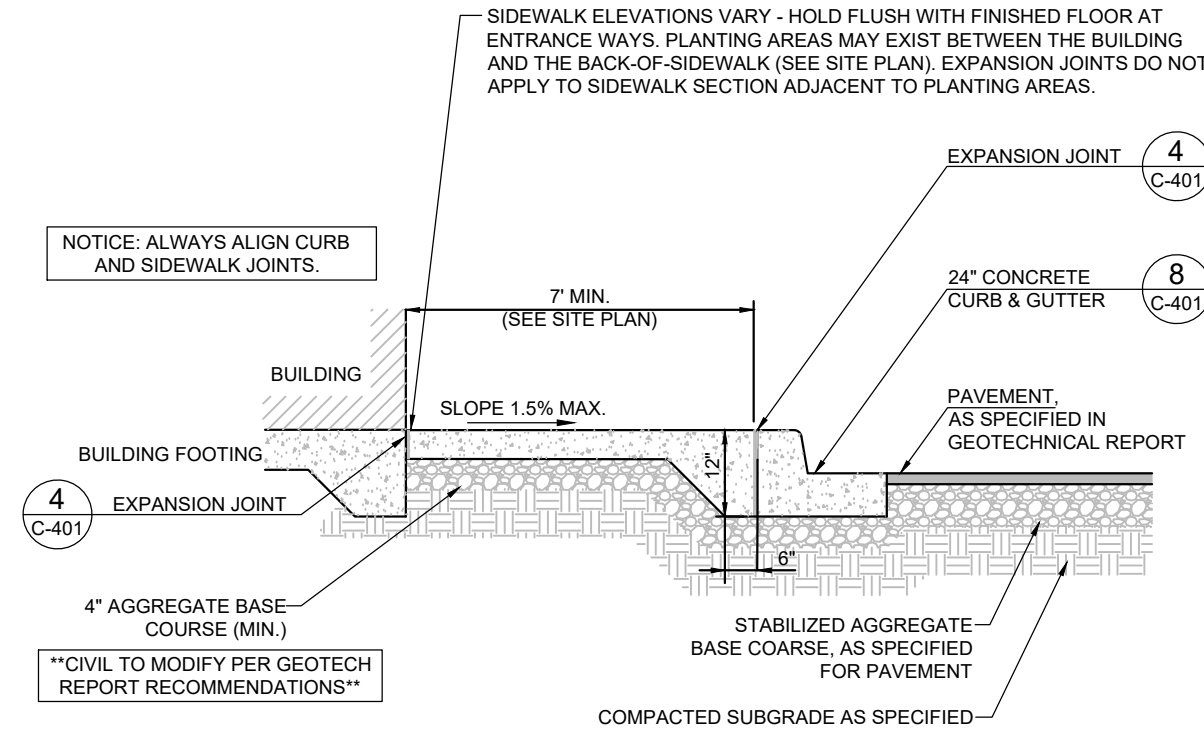 SIDEWALK ELEVATIONS VARY - HOLD FLUSH WITH FINISHED FLOOR AT
ENTRANCE WAYS. PLANTING AREAS MAY EXIST BETWEEN THE BUILDING
AND THE BACK-OF-SIDEWALK (SEE SITE PLAN). EXPANSION JOINTS DO NOT
APPLY TO SIDEWALK SECTION ADJACENT TO PLANTING AREAS.
EXPANSION JOINT
4
C-401
NOTICE: ALWAYS ALIGN CURB
AND SIDEWALK JOINTS.
24" CONCRETE
CURB & GUTTER
8
C-401
7' MIN.
(SEE SITE PLAN)
BUILDING
SLOPE 1.5% MAX.
PAVEMENT,
AS SPECIFIED IN
GEOTECHNICAL REPORT
BUILDING FOOTING
12"
4
C-401
EXPANSION JOINT
6"
4" AGGREGATE BASE
COURSE (MIN.)
**CIVIL TO MODIFY PER GEOTECH
REPORT RECOMMENDATIONS**
STABILIZED AGGREGATE
BASE COARSE, AS SPECIFIED
FOR PAVEMENT
COMPACTED SUBGRADE AS SPECIFIED